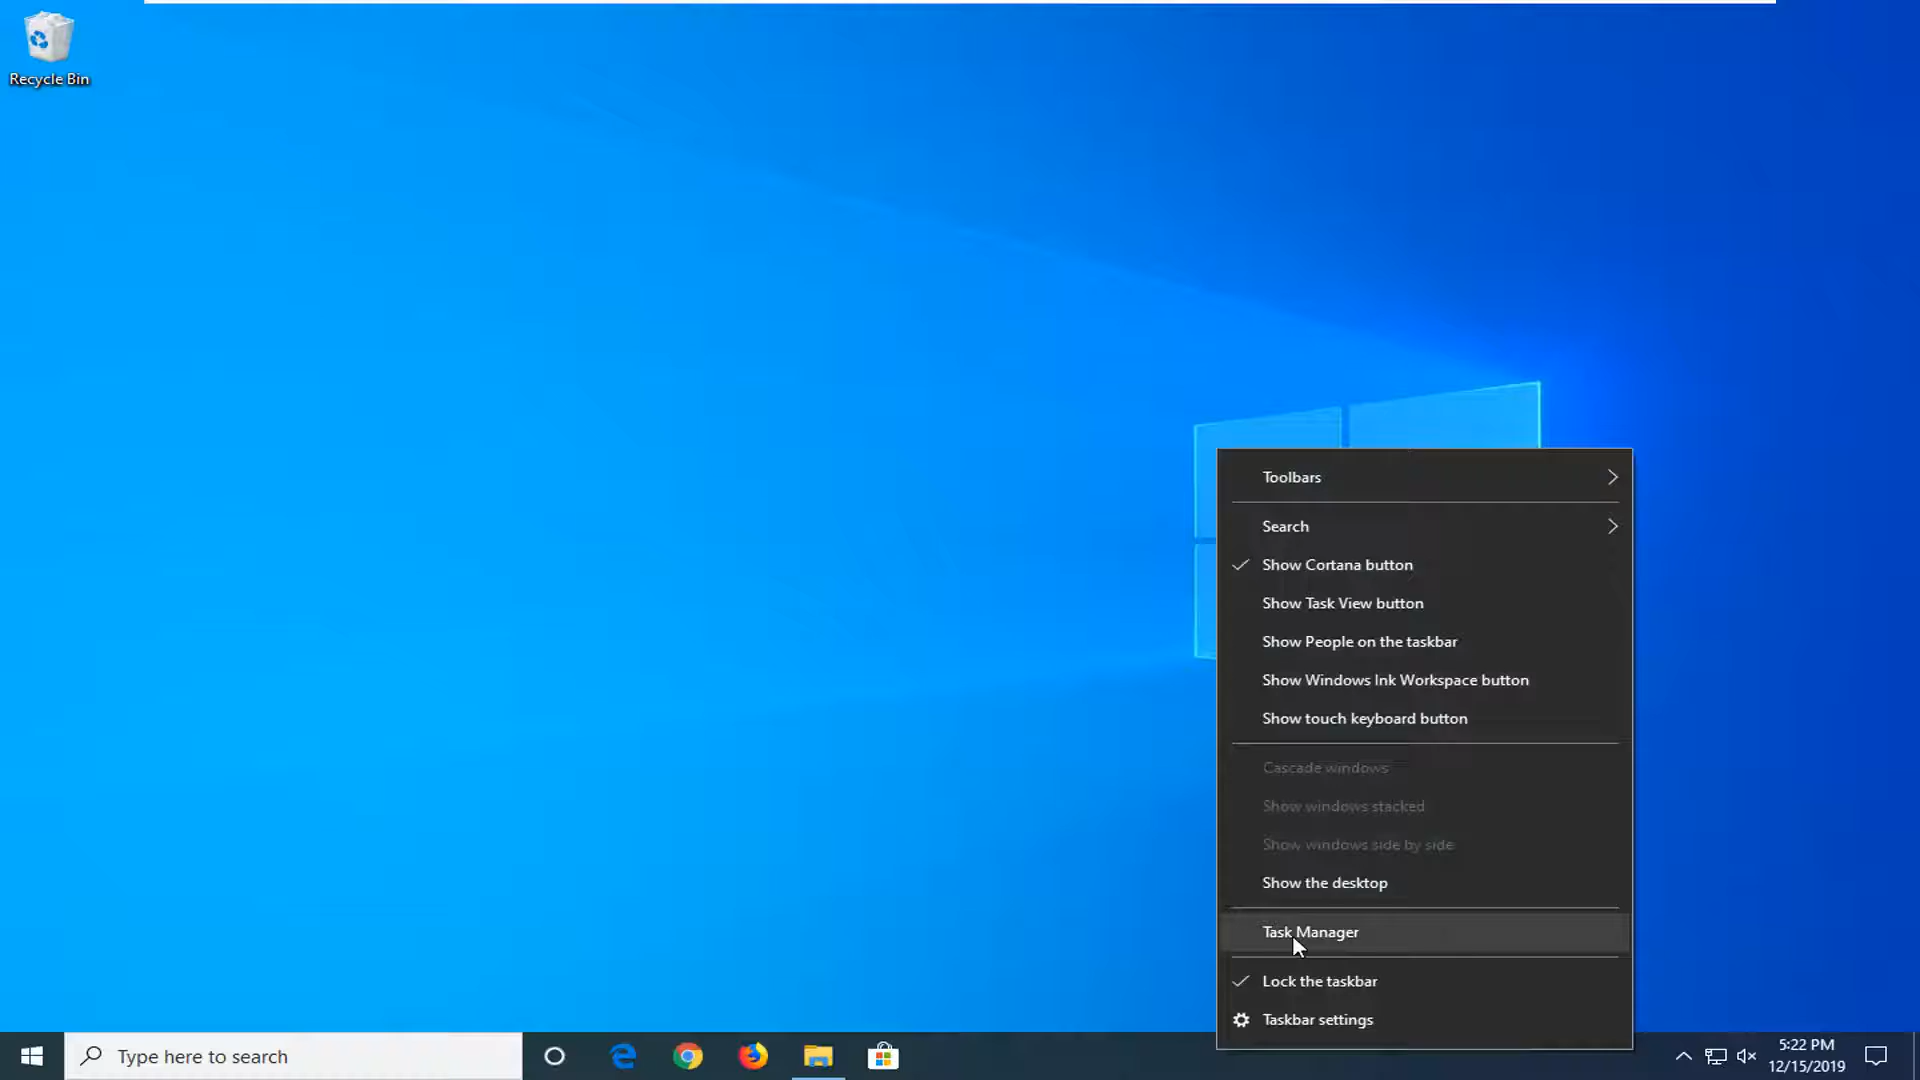 Recycle Bin
Toolbars
Search
Show Cortana button
Show Task View button
Show People on the taskbar
Show Windows Ink Workspace button
Show touch keyboard button
Cascade windows
Show windows stacked
Show windows side by side
Show the desktop
Task Manager
Lock the taskbar
Taskbar settings
Type here to search
5:22 PM
12/15/2019